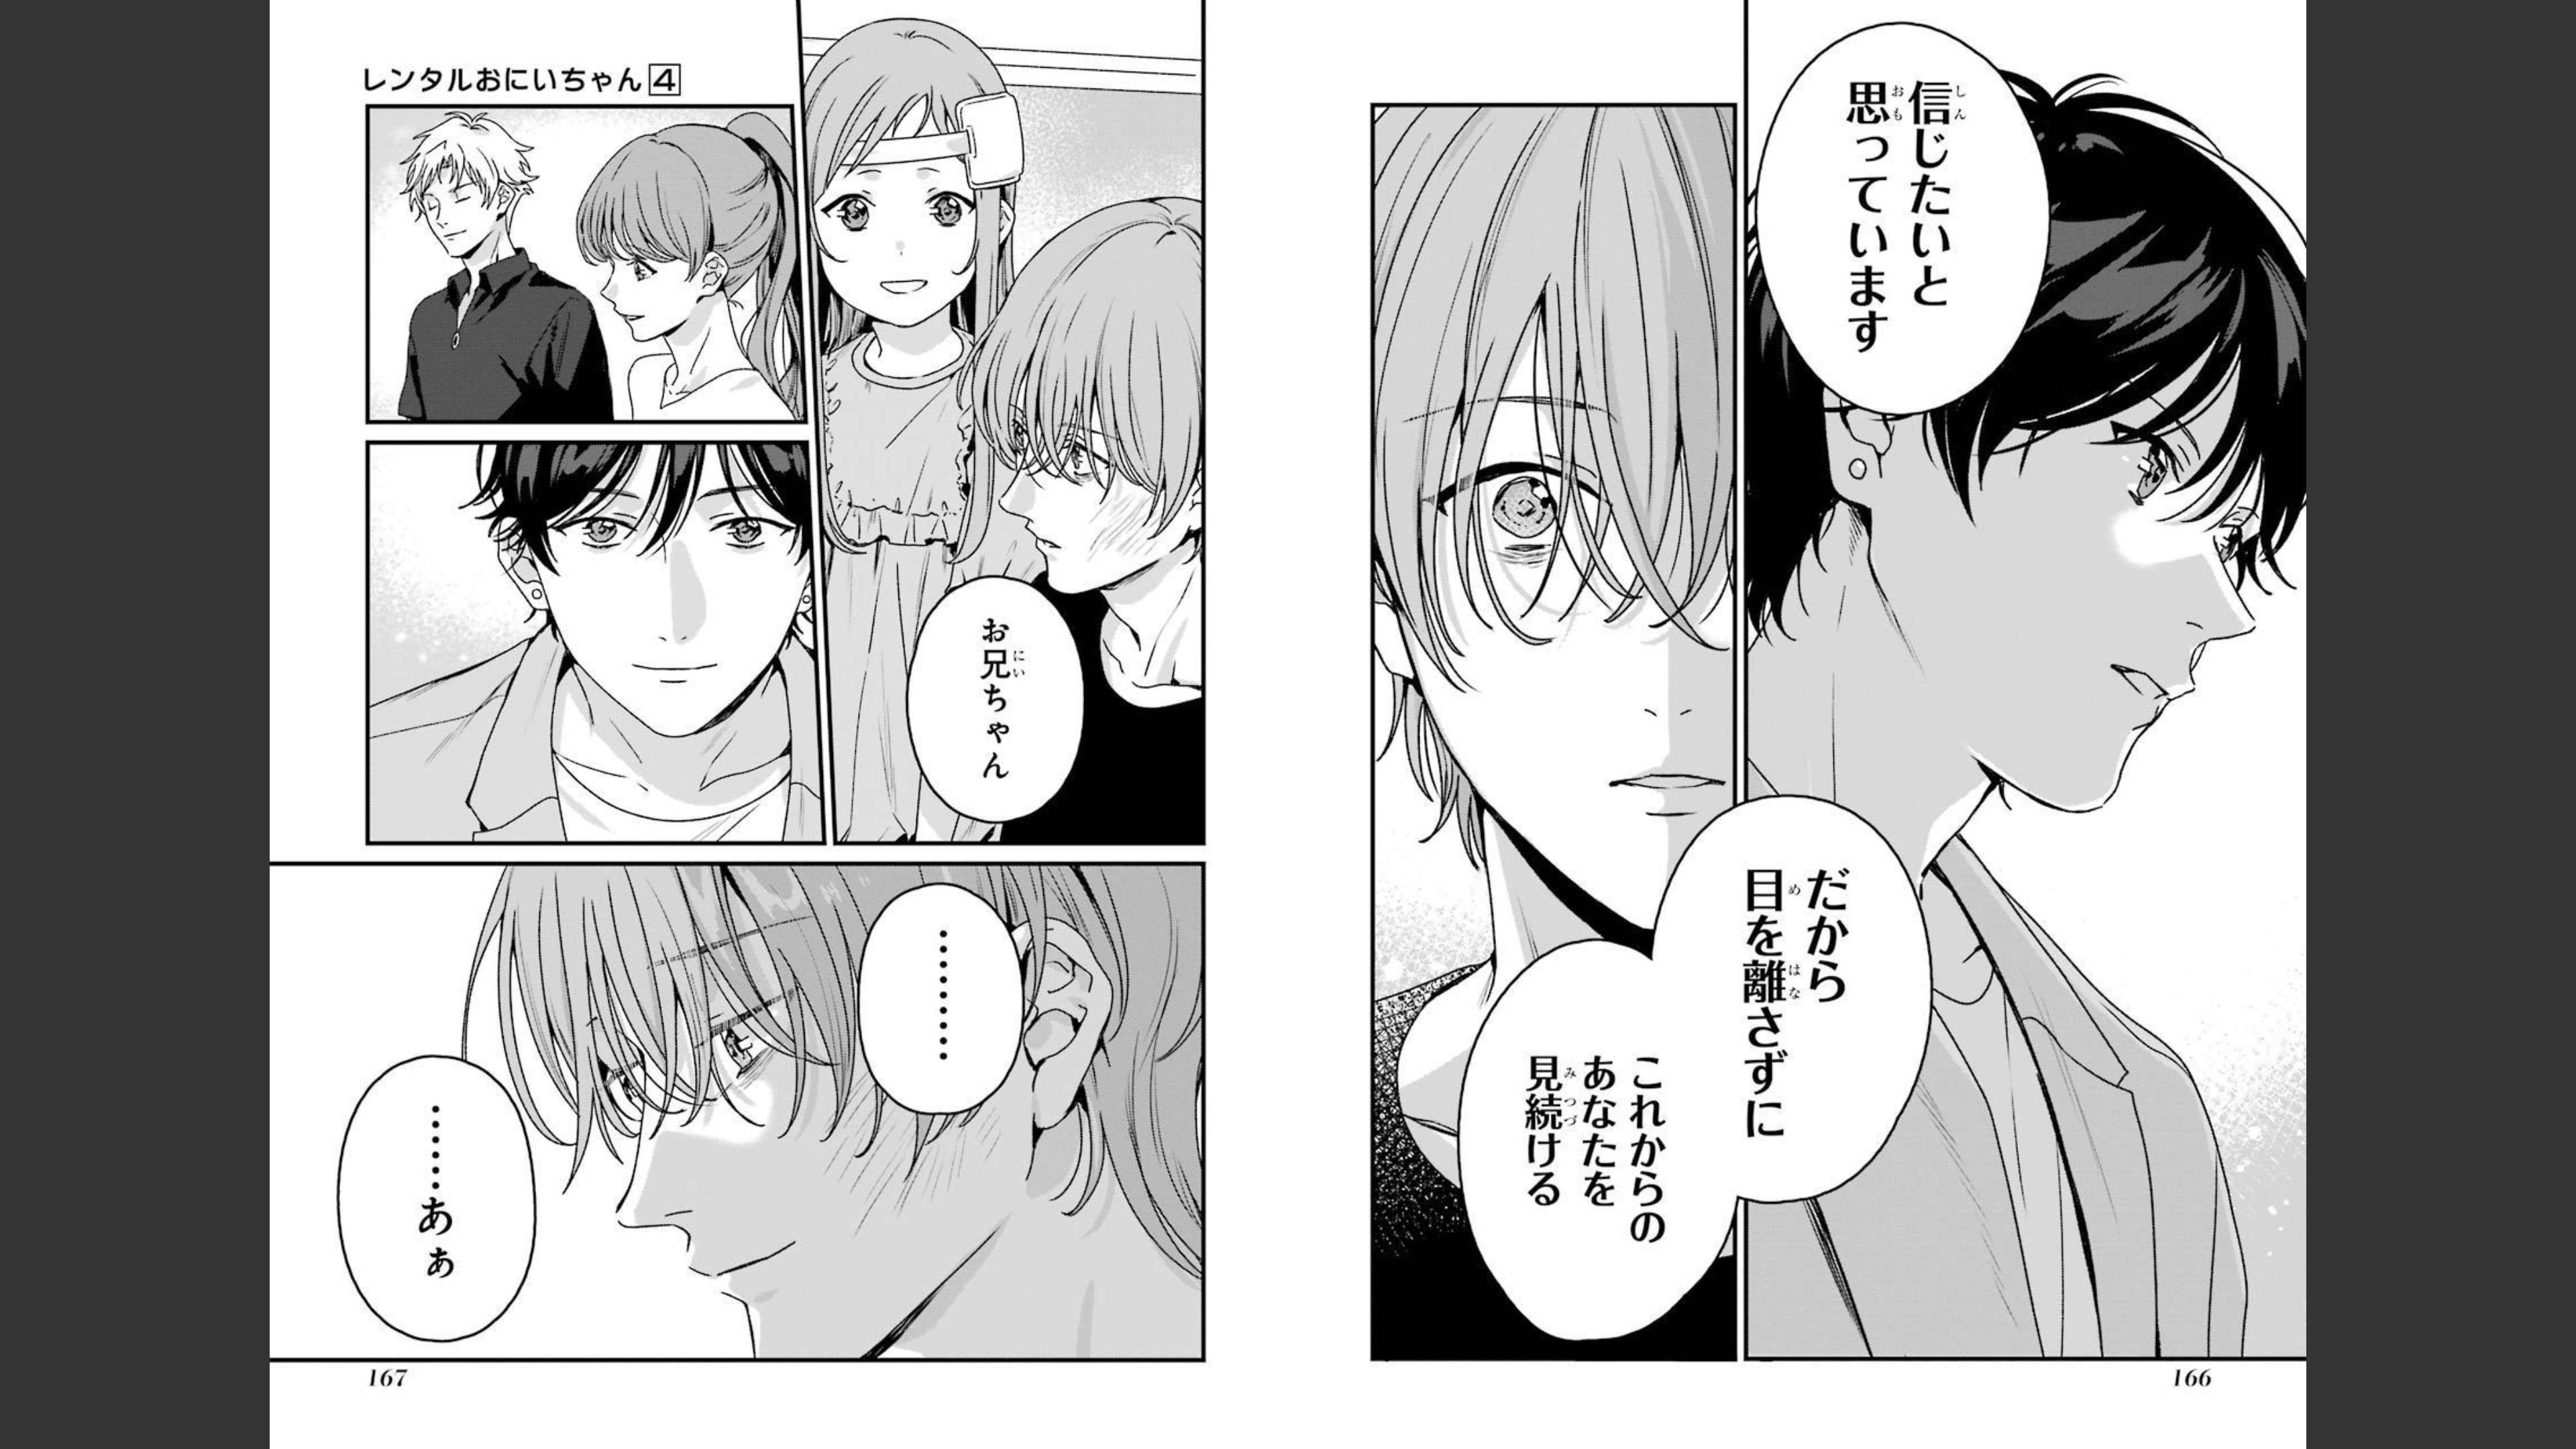 信じたいと
思っています
だから
目を離さずに
これからの
あなたを
見続ける
166
レンタルおにいちゃん4
お兄ちゃん
………
……あぁ
167